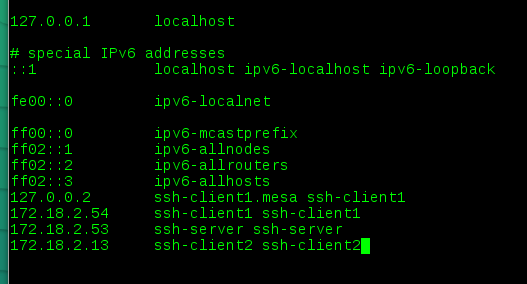 127.0.0.1 localhost
# special IPv6 addresses
::1 localhost ipv6-localhost ipv6-loopback
fe00::0 ipv6-localnet
ff00::0 ipv6-mcastprefix
ff02::1 ipv6-allnodes
ff02::2 ipv6-allrouters
ff02::3 ipv6-allhosts
127.0.0.2 ssh-client1.mesa ssh-client1
172.18.2.54 ssh-client1 ssh-client1
172.18.2.53 ssh-server ssh-server
172.18.2.13 ssh-client2 ssh-client2